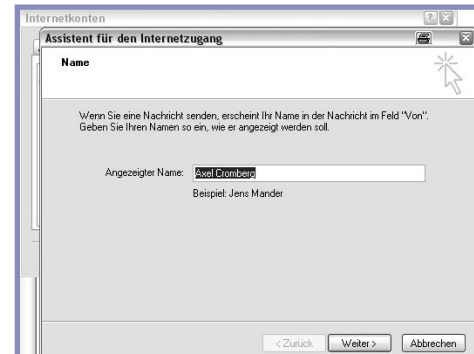 Internetkonten
Assistent für den Internetzugang
Name
Wenn Sie eine Nachricht senden, erscheint Ihr Name in der Nachricht im Feld "Von".
Geben Sie Ihren Namen so ein, wie er angezeigt werden soll.
Angezeigter Name: Axel Cromberg
Beispiel: Jens Mander
< Zurück Weiter > Abbrechen